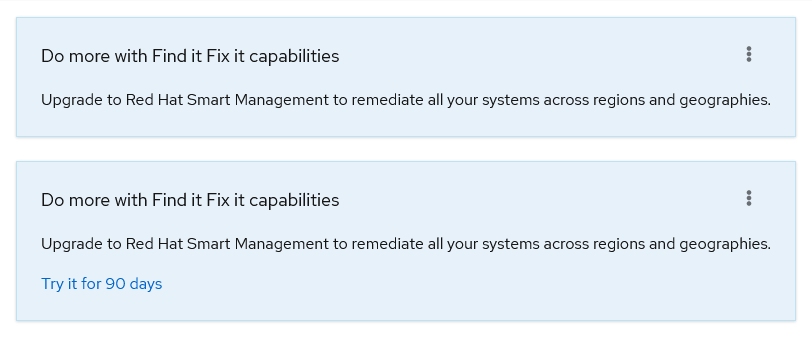 Do more with Find it Fix it capabilities
Upgrade to Red Hat Smart Management to remediate all your systems across regions and geographies.
Do more with Find it Fix it capabilities
Upgrade to Red Hat Smart Management to remediate all your systems across regions and geographies.
Try it for 90 days